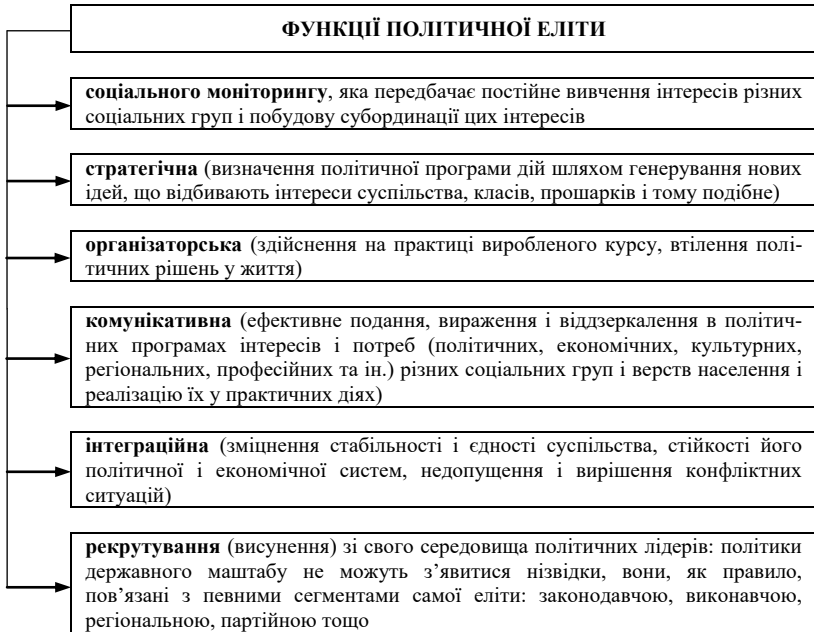 ФУНКЦІЇ ПОЛІТИЧНОЇ ЕЛІТИ
соціального моніторингу, яка передбачає постійне вивчення інтересів різних
соціальних груп і побудову субординації цих інтересів
стратегічна (визначення політичної програми дій шляхом генерування нових
ідей, що відбивають інтереси суспільства, класів, прошарків і тому подібне)
організаторська (здійснення на практиці виробленого курсу, втілення полі-
тичних рішень у життя)
комунікативна (ефективне подання, вираження і віддзеркалення в політич-
них програмах інтересів і потреб (політичних, економічних, культурних,
регіональних, професійних та ін.) різних соціальних груп і верств населення і
реалізацію їх у практичних діях)
інтеграційна (зміцнення стабільності і єдності суспільства, стійкості його
політичної і економічної систем, недопущення і вирішення конфліктних
ситуацій)
рекрутування (висунення) зі свого середовища політичних лідерів: політики
державного масштабу не можуть з’явитися нізвідки, вони, як правило,
пов’язані з певними сегментами самої еліти: законодавчою, виконавчою,
регіональною, партійною тощо